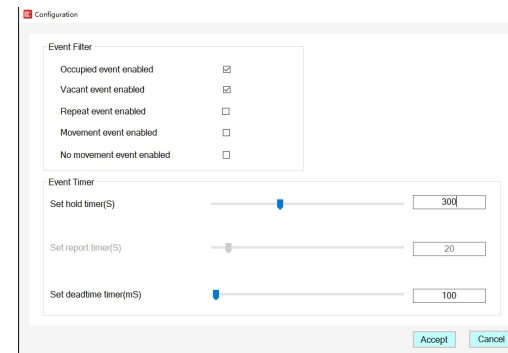 Configuration
Event Filter
Occupied event enabled
Vacant event enabled
Repeat event enabled
Movement event enabled
No movement event enabled
Event Timer
Set hold timer(S) 300
Set report timer(S) 20
Set deadtime timer(mS) 100
Accept Cancel